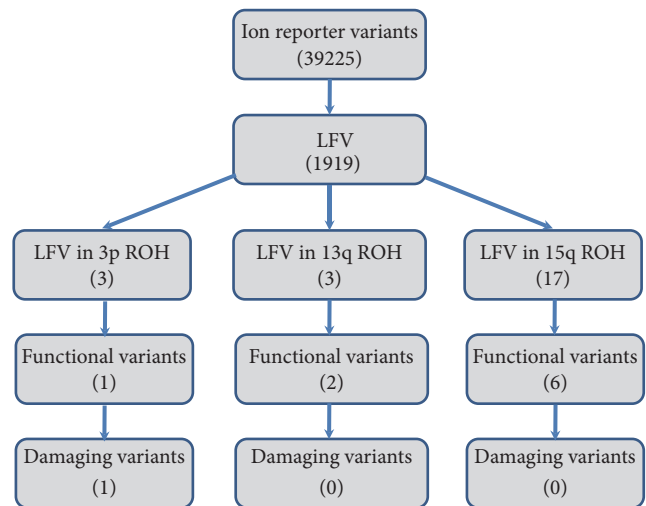 Ion reporter variants
(39225)
LFV
(1919)
LFV in 3p ROH
(3)
LFV in 13q ROH
(3)
LFV in 15q ROH
(17)
Functional variants
(1)
Functional variants
(2)
Functional variants
(6)
Damaging variants
(1)
Damaging variants
(0)
Damaging variants
(0)